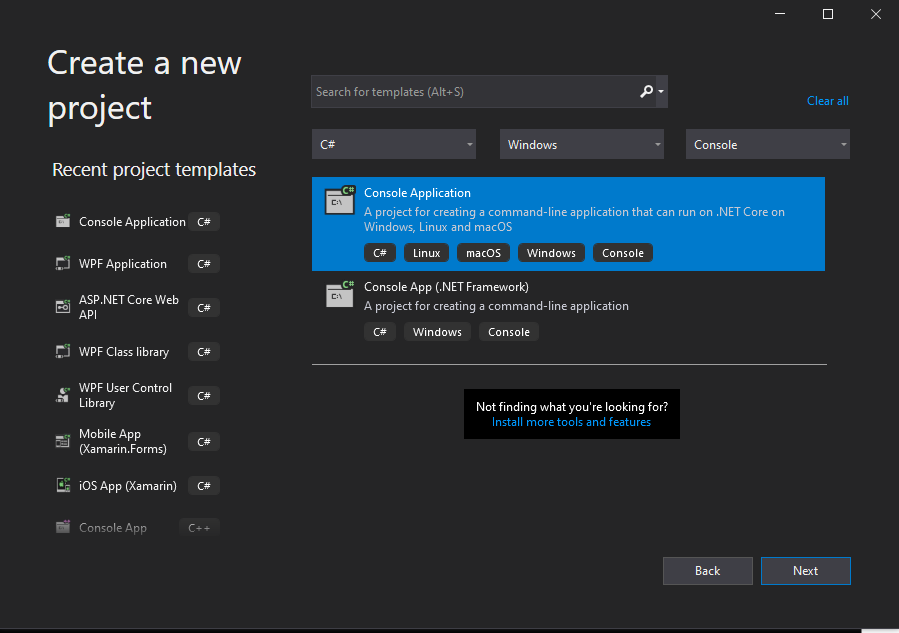 Create a new
project
Search for templates (Alt+S)
Clear all
C#
Windows
Console
Recent project templates
Console Application C#
WPF Application C#
ASP.NET Core Web
API
C#
WPF Class library C#
WPF User Control
Library
C#
Mobile App
(Xamarin.Forms)
C#
iOS App (Xamarin) C#
Console App C++
C#
C:\
Console Application
A project for creating a command-line application that can run on .NET Core on
Windows, Linux and macOS
C# Linux macOS Windows Console
C#
C:\
Console App (.NET Framework)
A project for creating a command-line application
C# Windows Console
Not finding what you're looking for?
Install more tools and features
Back
Next